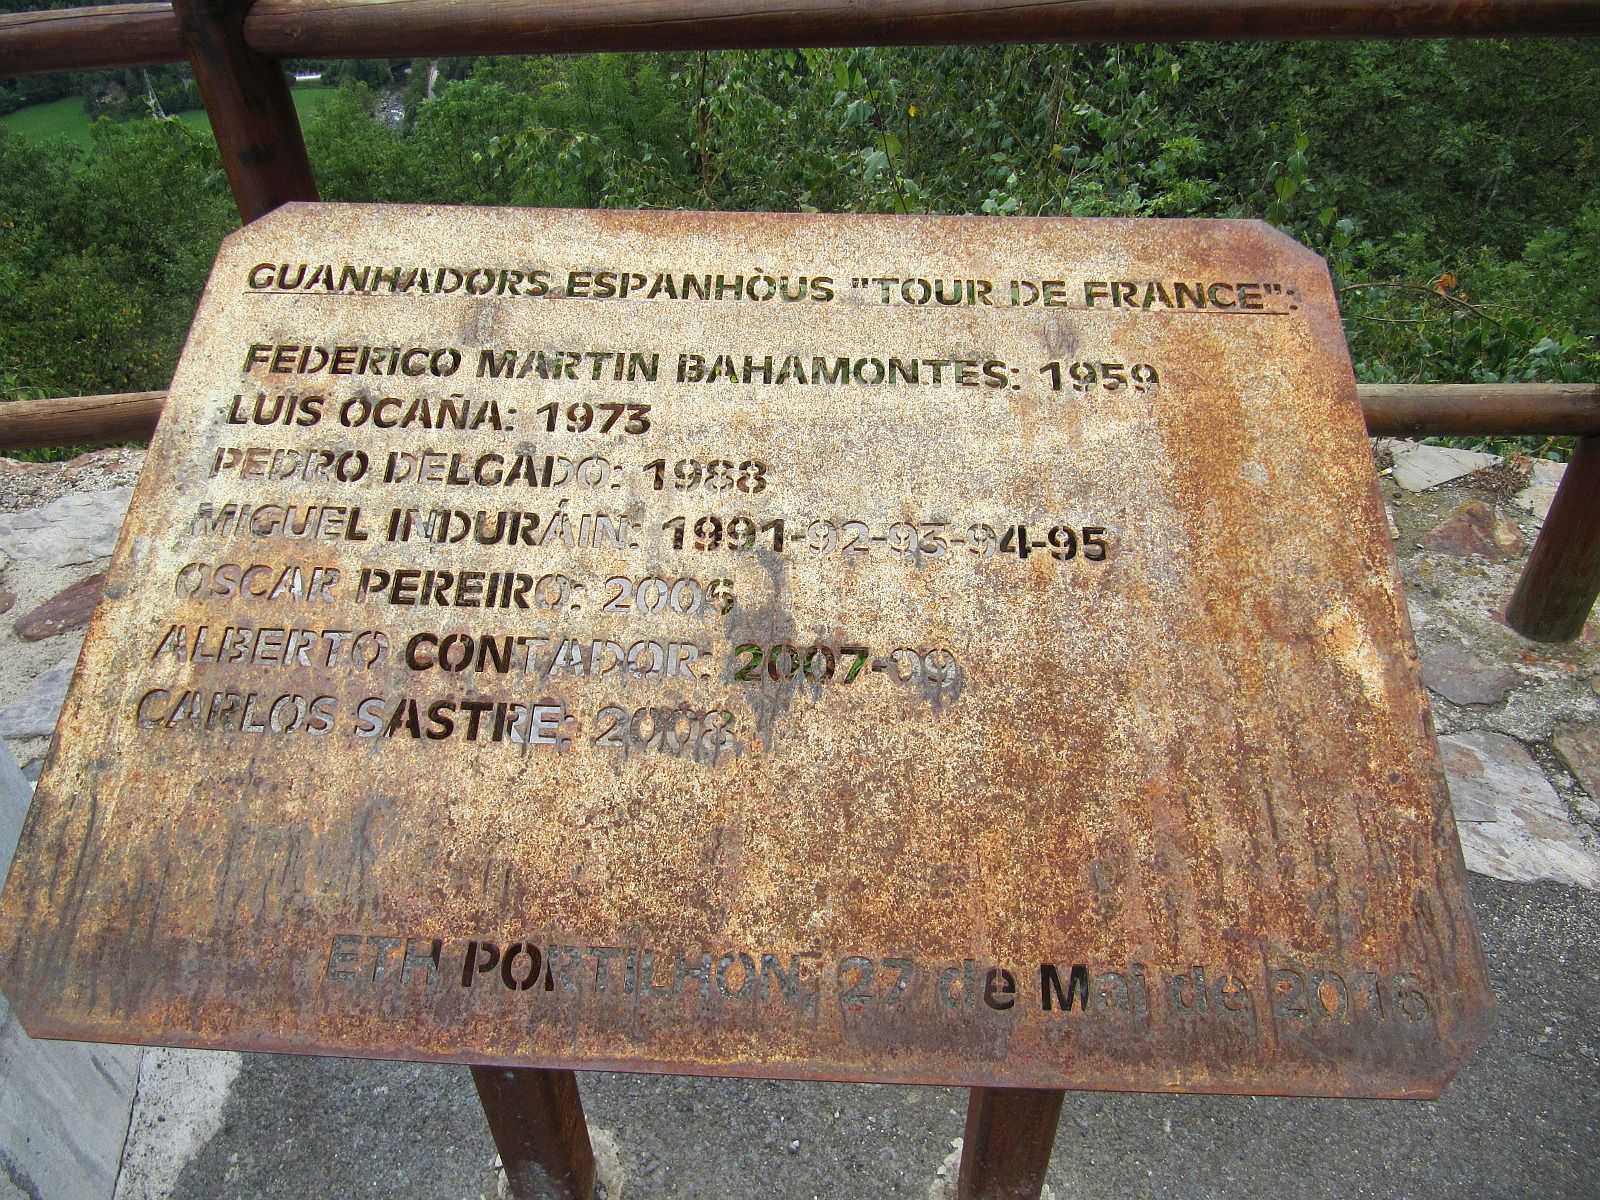 GUANHADORS ESPANHÒUS "TOUR DE FRANCE":
FEDERICO MARTIN BAHAMONTES: 1959
LUIS OCAÑA: 1973
PEDRO DELGADO: 1988
MIGUEL INDURÁIN: 1991-92-93-94-95
OSCAR PEREIRO: 2006
ALBERTO CONTADOR: 2007-09
CARLOS SASTRE: 2008
ETH PORTILHON, 27 de Mai de 2016